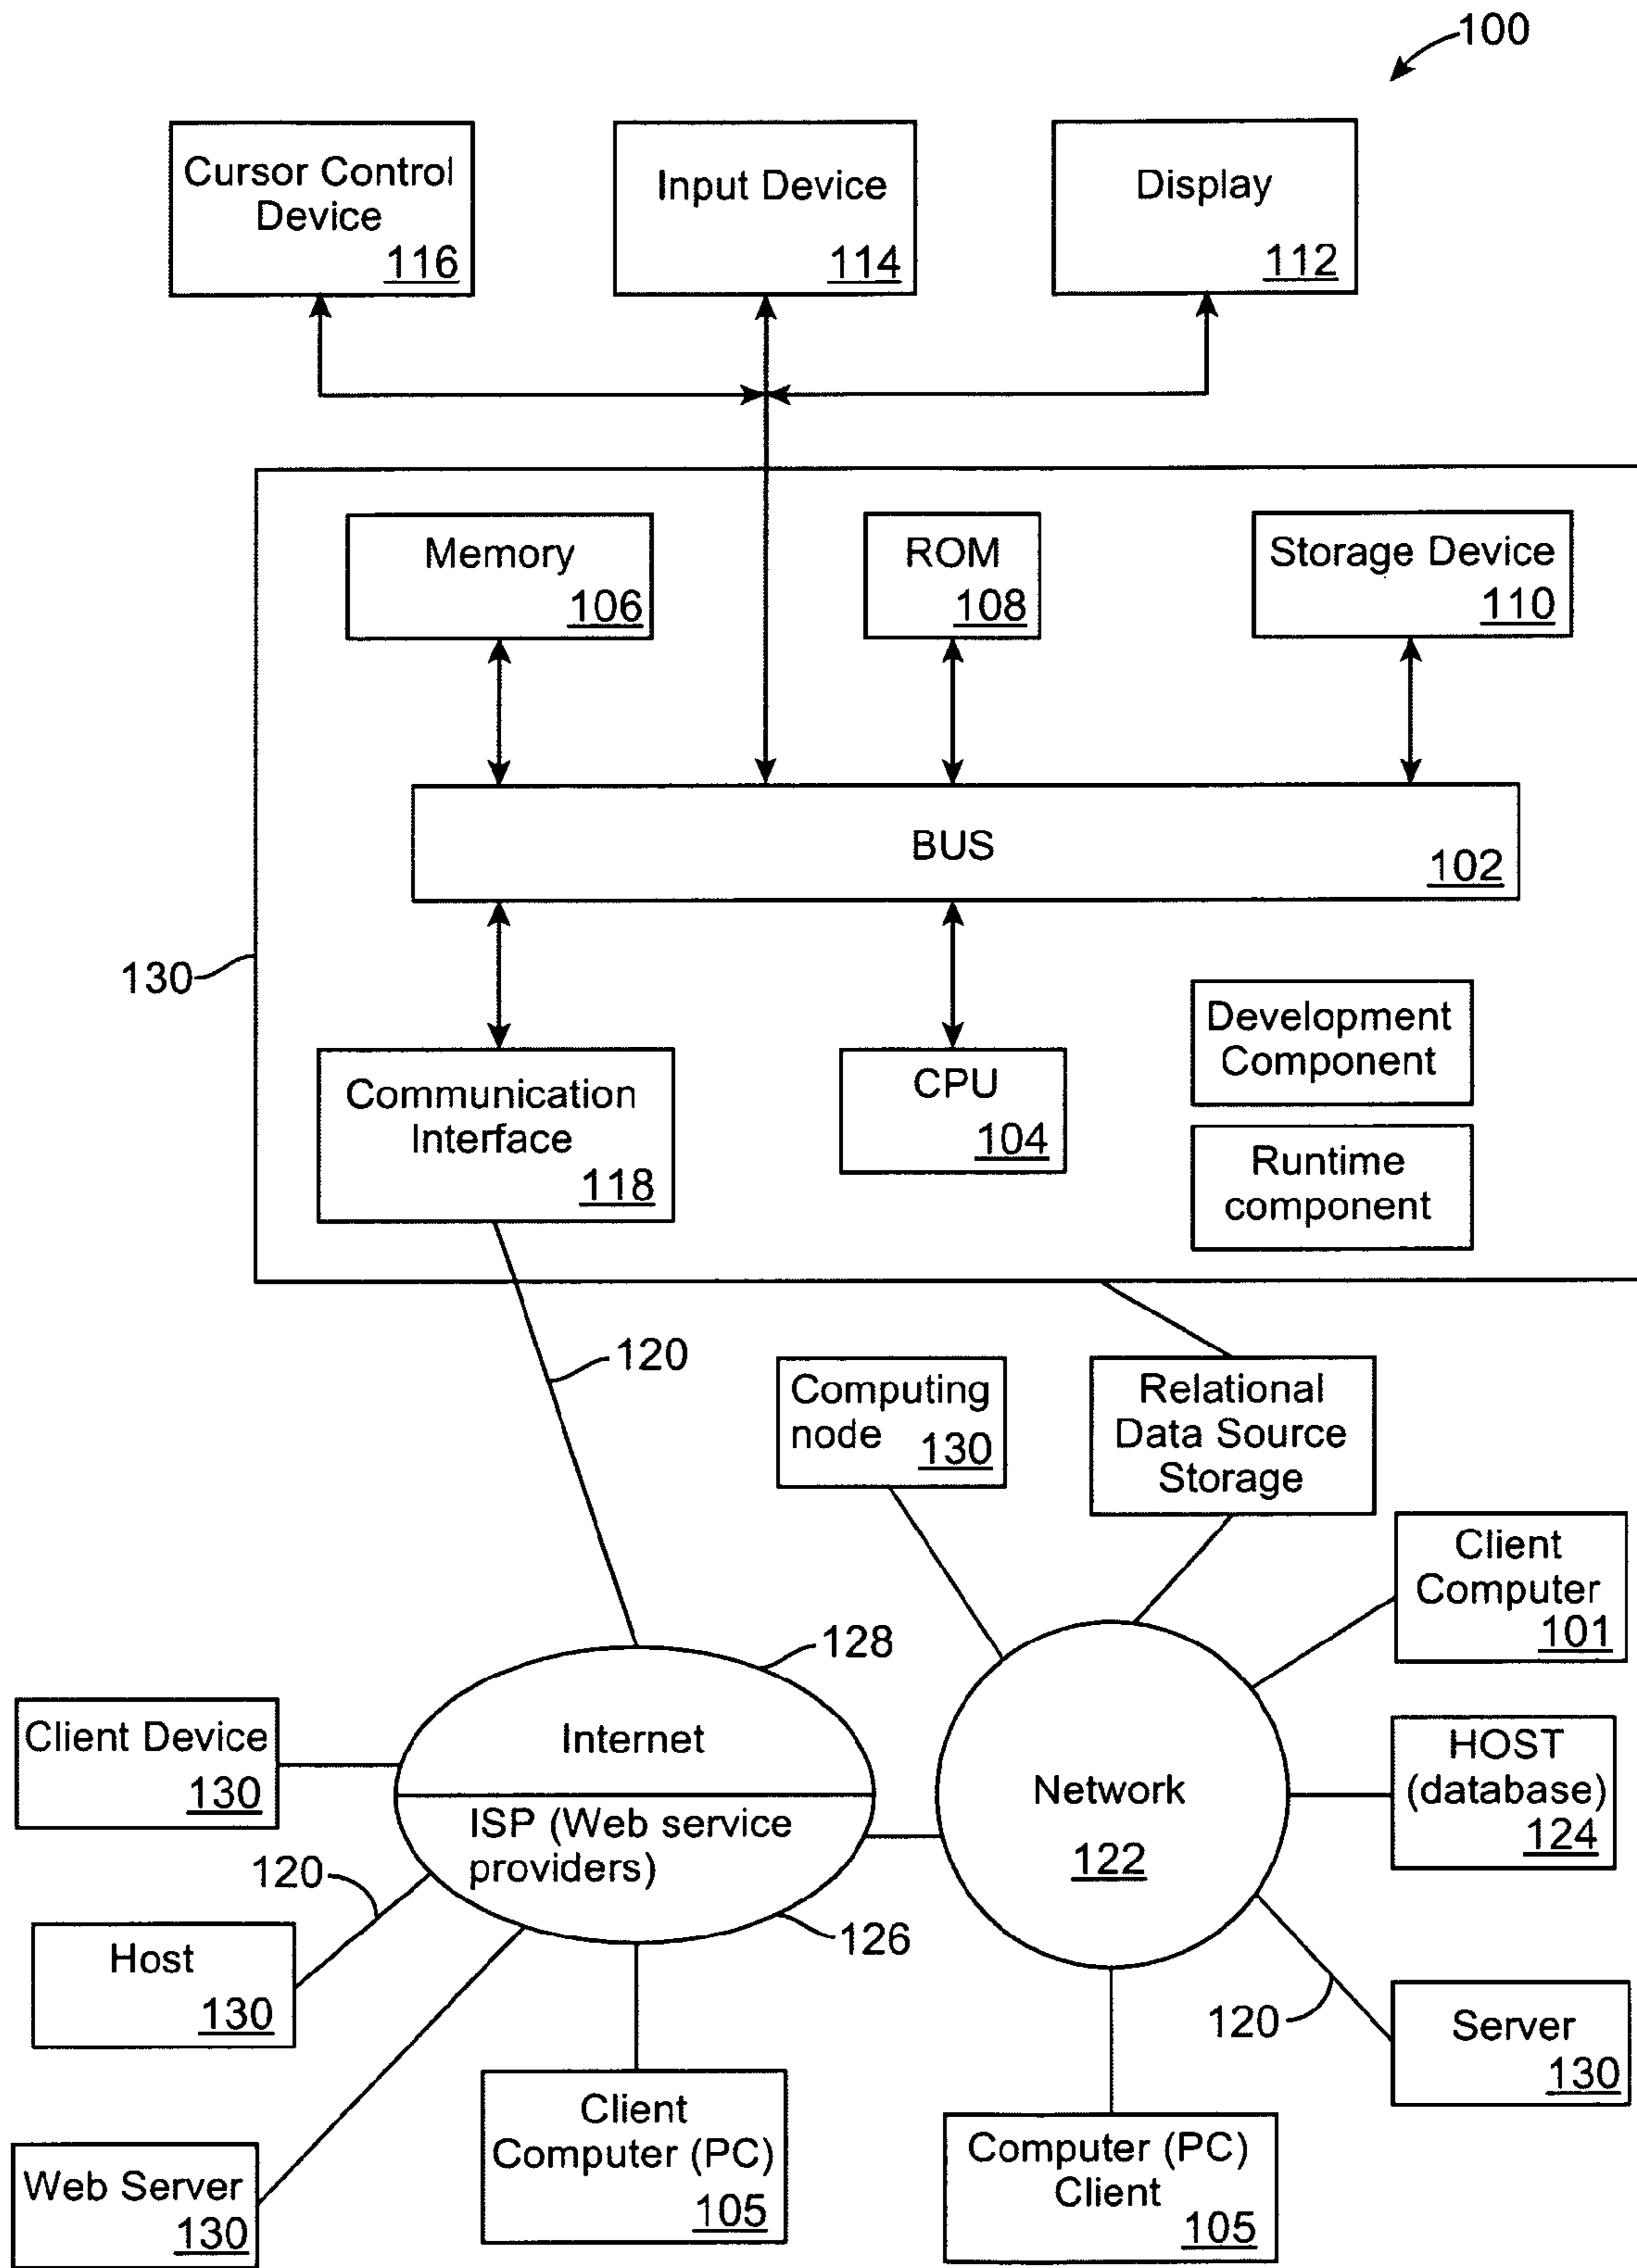 100
Cursor Control
Device
116
Input Device
114
Display
112
Memory
106
ROM
108
Storage Device
110
BUS
102
130
Development
Component
Communication
Interface
118
CPU
104
Runtime
component
120
Computing
node 130
Relational
Data Source
Storage
Client
Computer
101
128
Client Device
130
Internet
ISP (Web service
providers)
Network
122
HOST
(database)
124
120
126
Host
130
120
Server
130
Client
Computer (PC)
105
Computer (PC)
Client
105
Web Server
130